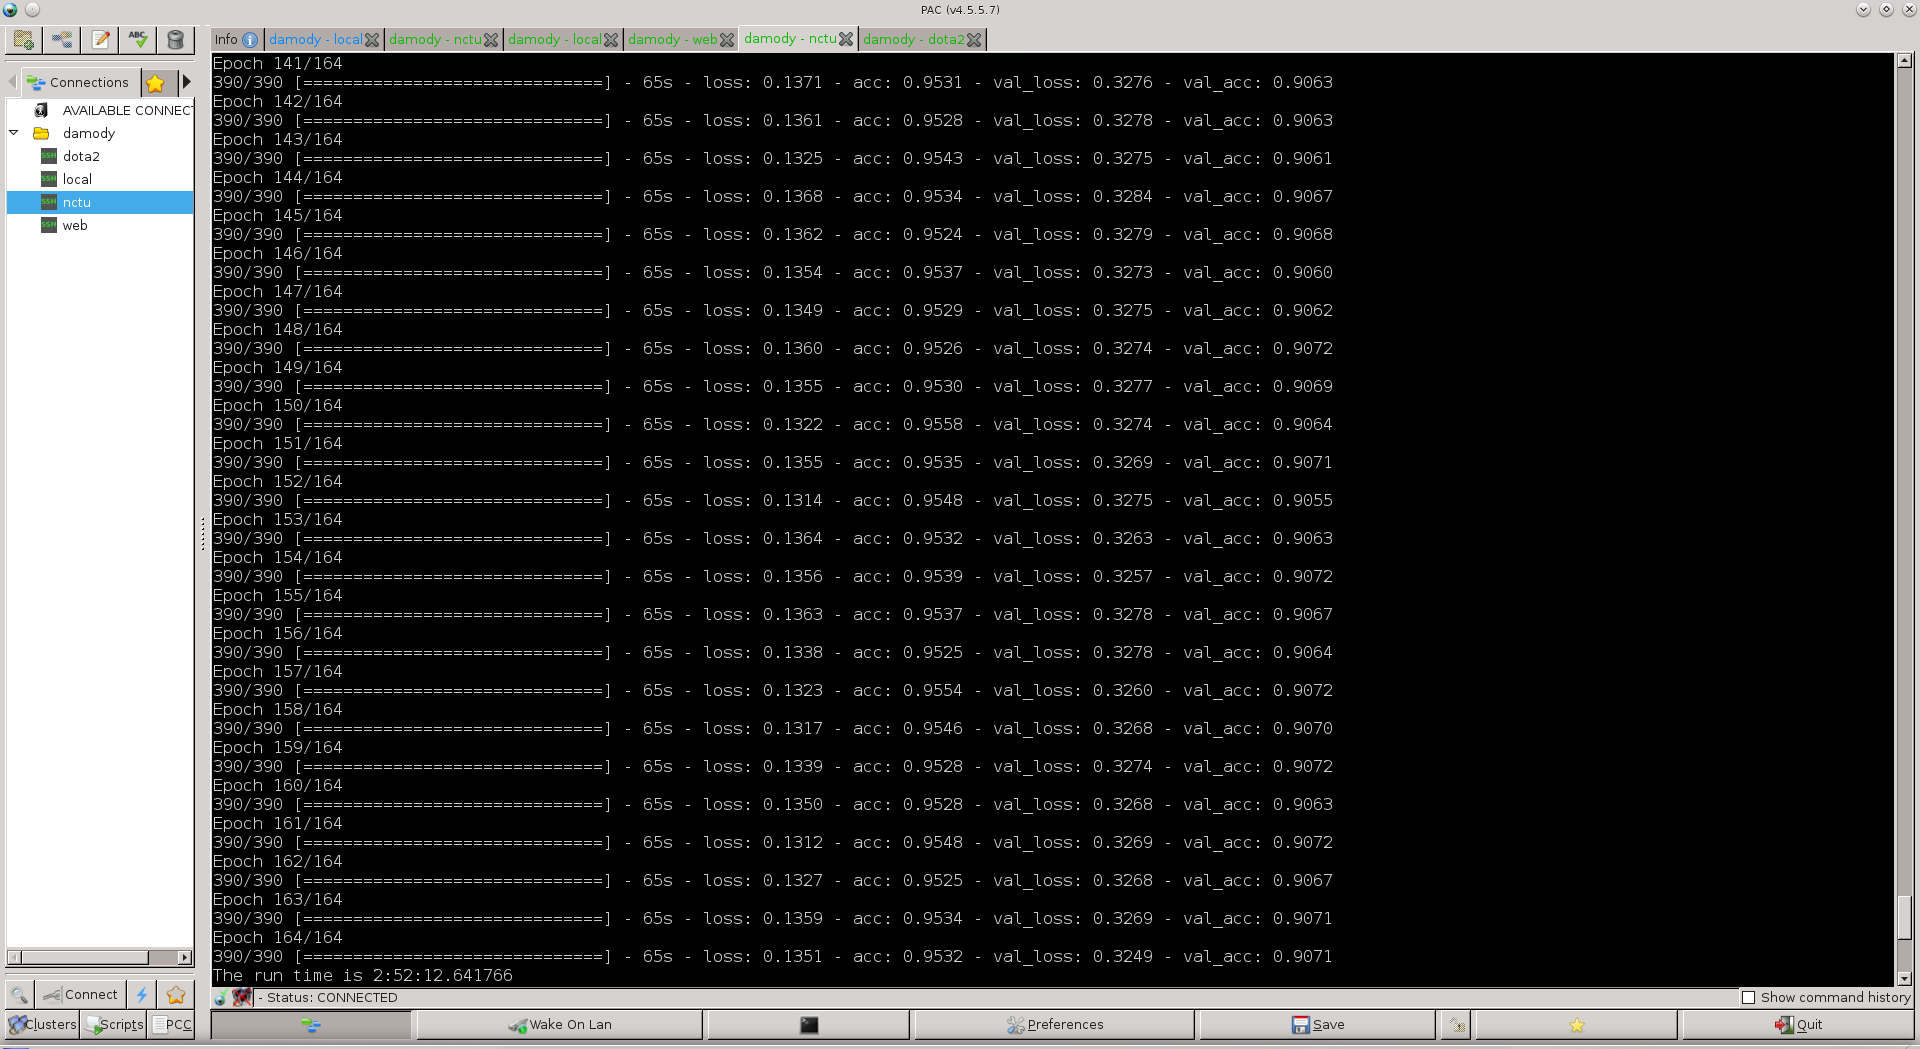 PAC (v4.5.5.7)
Info
damody - local
damody - nctu
damody - local
damody - web
damody - nctu
damody - dota2
ABC
Connections
AVAILABLE CONNECT
damody
SSH dota2
SSH local
SSH nctu
SSH web
Epoch 141/164
390/390 [==============================] - 65s - loss: 0.1371 - acc: 0.9531 - val_loss: 0.3276 - val_acc: 0.9063
Epoch 142/164
390/390 [==============================] - 65s - loss: 0.1361 - acc: 0.9528 - val_loss: 0.3278 - val_acc: 0.9063
Epoch 143/164
390/390 [==============================] - 65s - loss: 0.1325 - acc: 0.9543 - val_loss: 0.3275 - val_acc: 0.9061
Epoch 144/164
390/390 [==============================] - 65s - loss: 0.1368 - acc: 0.9534 - val_loss: 0.3284 - val_acc: 0.9067
Epoch 145/164
390/390 [==============================] - 65s - loss: 0.1362 - acc: 0.9524 - val_loss: 0.3279 - val_acc: 0.9068
Epoch 146/164
390/390 [==============================] - 65s - loss: 0.1354 - acc: 0.9537 - val_loss: 0.3273 - val_acc: 0.9060
Epoch 147/164
390/390 [==============================] - 65s - loss: 0.1349 - acc: 0.9529 - val_loss: 0.3275 - val_acc: 0.9062
Epoch 148/164
390/390 [==============================] - 65s - loss: 0.1360 - acc: 0.9526 - val_loss: 0.3274 - val_acc: 0.9072
Epoch 149/164
390/390 [==============================] - 65s - loss: 0.1355 - acc: 0.9530 - val_loss: 0.3277 - val_acc: 0.9069
Epoch 150/164
390/390 [==============================] - 65s - loss: 0.1322 - acc: 0.9558 - val_loss: 0.3274 - val_acc: 0.9064
Epoch 151/164
390/390 [==============================] - 65s - loss: 0.1355 - acc: 0.9535 - val_loss: 0.3269 - val_acc: 0.9071
Epoch 152/164
390/390 [==============================] - 65s - loss: 0.1314 - acc: 0.9548 - val_loss: 0.3275 - val_acc: 0.9055
Epoch 153/164
390/390 [==============================] - 65s - loss: 0.1364 - acc: 0.9532 - val_loss: 0.3263 - val_acc: 0.9063
Epoch 154/164
390/390 [==============================] - 65s - loss: 0.1356 - acc: 0.9539 - val_loss: 0.3257 - val_acc: 0.9072
Epoch 155/164
390/390 [==============================] - 65s - loss: 0.1363 - acc: 0.9537 - val_loss: 0.3278 - val_acc: 0.9067
Epoch 156/164
390/390 [==============================] - 65s - loss: 0.1338 - acc: 0.9525 - val_loss: 0.3278 - val_acc: 0.9064
Epoch 157/164
390/390 [==============================] - 65s - loss: 0.1323 - acc: 0.9554 - val_loss: 0.3260 - val_acc: 0.9072
Epoch 158/164
390/390 [==============================] - 65s - loss: 0.1317 - acc: 0.9546 - val_loss: 0.3268 - val_acc: 0.9070
Epoch 159/164
390/390 [==============================] - 65s - loss: 0.1339 - acc: 0.9528 - val_loss: 0.3274 - val_acc: 0.9072
Epoch 160/164
390/390 [==============================] - 65s - loss: 0.1350 - acc: 0.9528 - val_loss: 0.3268 - val_acc: 0.9063
Epoch 161/164
390/390 [==============================] - 65s - loss: 0.1312 - acc: 0.9548 - val_loss: 0.3269 - val_acc: 0.9072
Epoch 162/164
390/390 [==============================] - 65s - loss: 0.1327 - acc: 0.9525 - val_loss: 0.3268 - val_acc: 0.9067
Epoch 163/164
390/390 [==============================] - 65s - loss: 0.1359 - acc: 0.9534 - val_loss: 0.3269 - val_acc: 0.9071
Epoch 164/164
390/390 [==============================] - 65s - loss: 0.1351 - acc: 0.9532 - val_loss: 0.3249 - val_acc: 0.9071
The run time is 2:52:12.641766
Connect
- Status: CONNECTED
Show command history
Clusters
Scripts
PCC
Wake On Lan
Preferences
Save
Quit